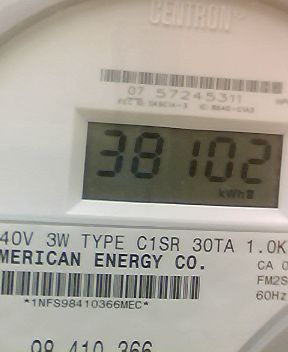 CENTRON®
07 57245311
38102
kWh
40V 3W TYPE C1SR 30TA 1.0K
MERICAN ENERGY CO.
CA 0
FM2S
60Hz
*1NFS98410366MEC*
98 410 366